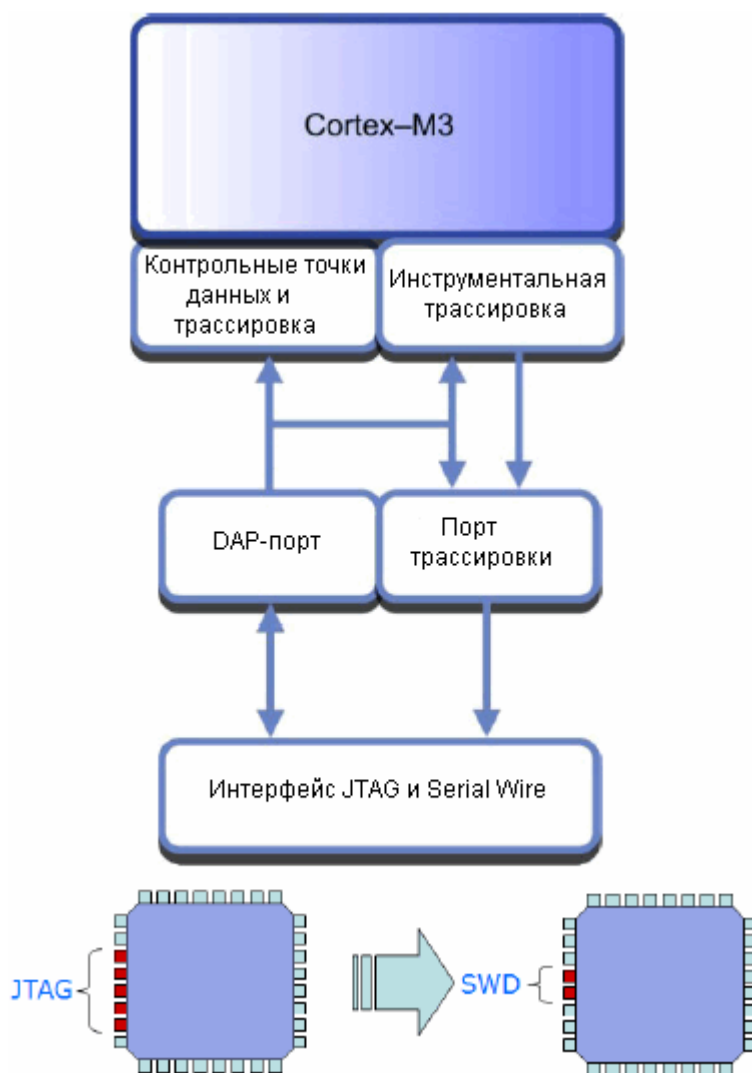 Cortex–M3
Контрольные точки
данных и
трассировка
Инструментальная
трассировка
DAP-порт
Порт
трассировки
Интерфейс JTAG и Serial Wire
JTAG
SWD